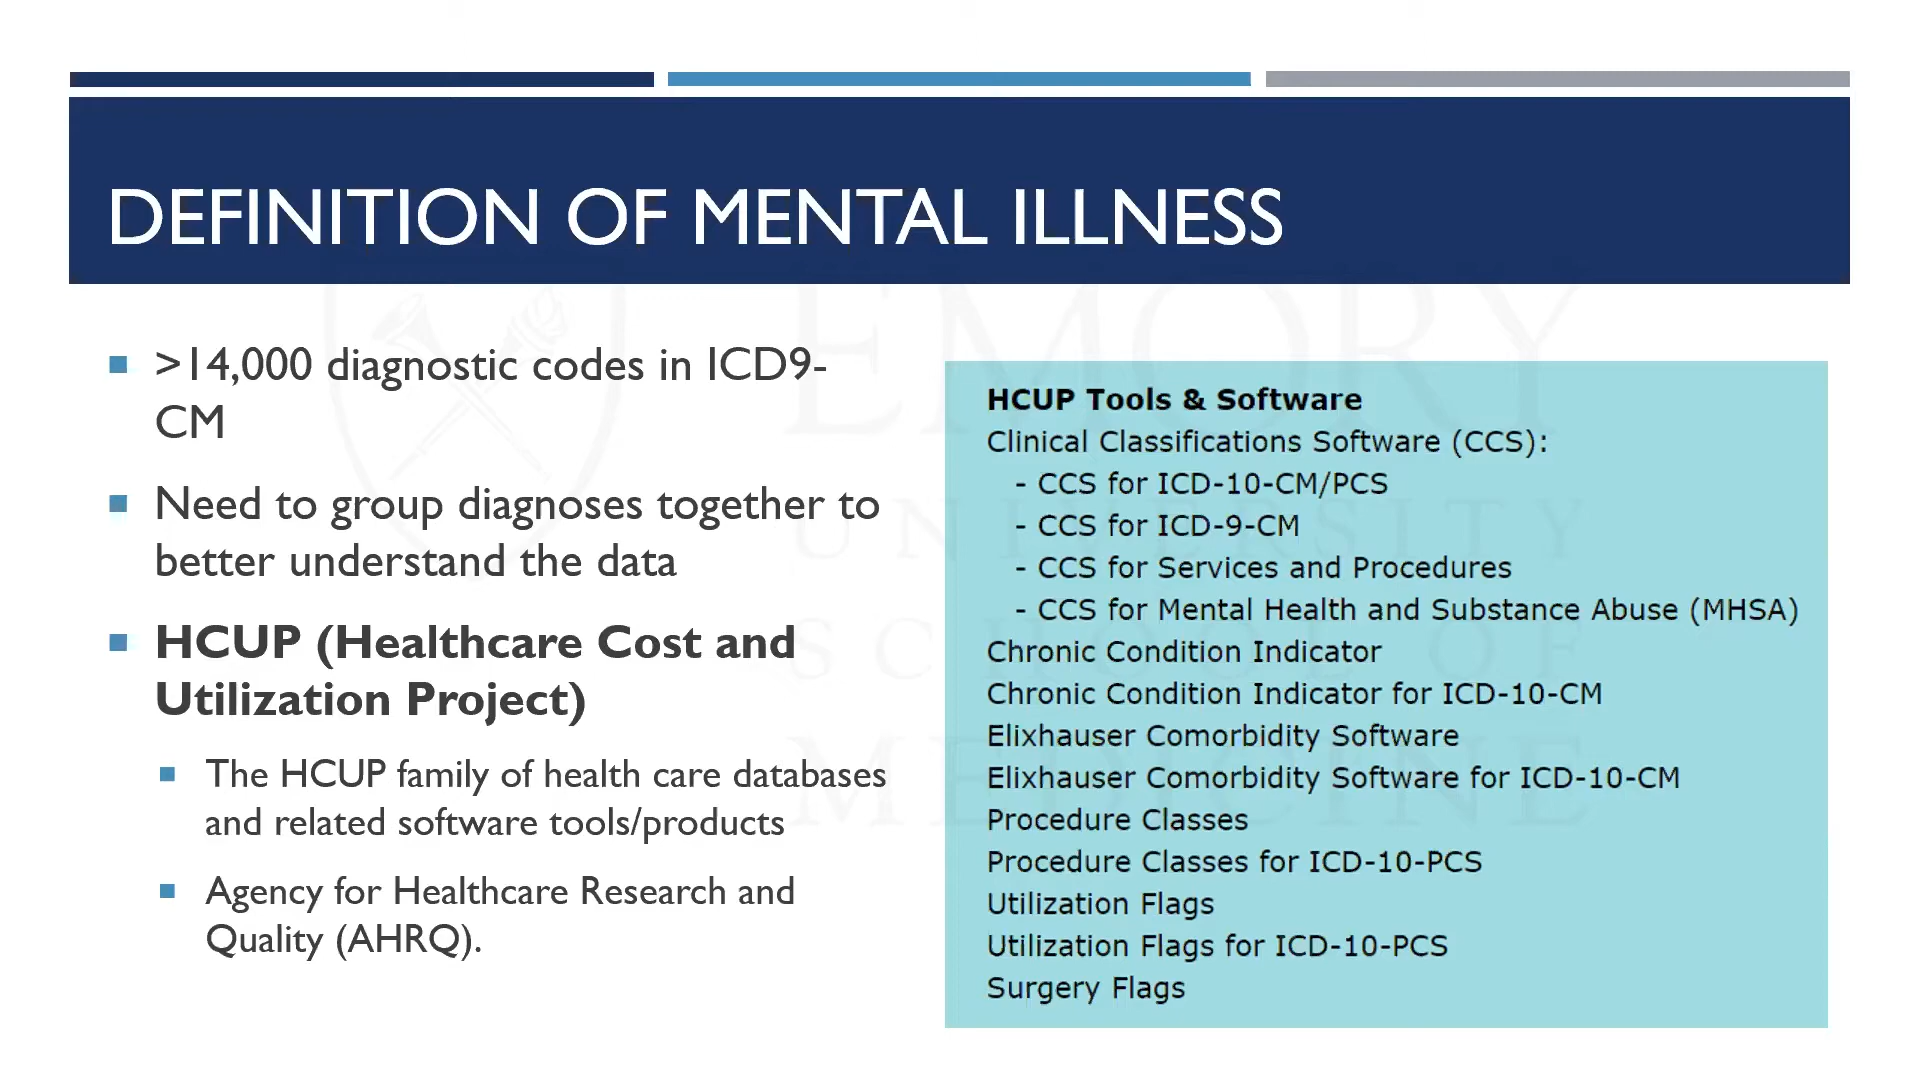 DEFINITION OF MENTAL ILLNESS
>14,000 diagnostic codes in ICD9-
CM
Need to group diagnoses together to
better understand the data
HCUP (Healthcare Cost and
Utilization Project)
The HCUP family of health care databases
and related software tools/products
Agency for Healthcare Research and
Quality (AHRQ).
HCUP Tools & Software
Clinical Classifications Software (CCS):
- CCS for ICD-10-CM/PCS
- CCS for ICD-9-CM
- CCS for Services and Procedures
- CCS for Mental Health and Substance Abuse (MHSA)
Chronic Condition Indicator
Chronic Condition Indicator for ICD-10-CM
Elixhauser Comorbidity Software
Elixhauser Comorbidity Software for ICD-10-CM
Procedure Classes
Procedure Classes for ICD-10-PCS
Utilization Flags
Utilization Flags for ICD-10-PCS
Surgery Flags
EMORY
UNIVERSITY
SCHOOL OF
MEDICINE